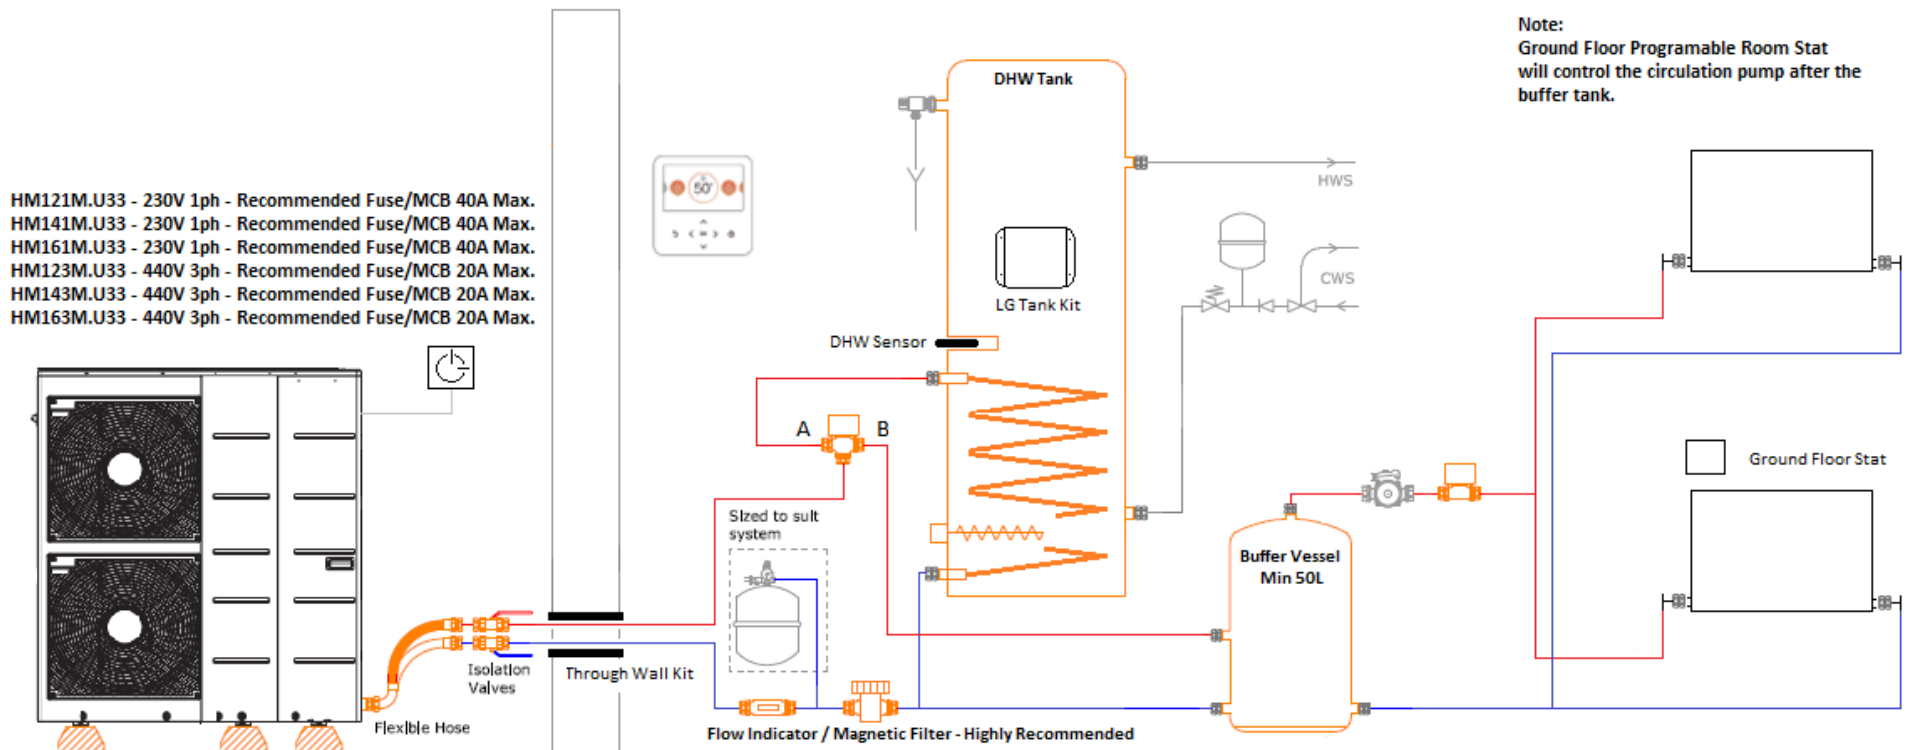 Note:
Ground Floor Programable Room Stat
will control the circulation pump after the
buffer tank.
DHW Tank
HWS
50°
HM121M.U33 - 230V 1ph - Recommended Fuse/MCB 40A Max.
HM141M.U33 - 230V 1ph - Recommended Fuse/MCB 40A Max.
HM161M.U33 - 230V 1ph - Recommended Fuse/MCB 40A Max.
HM123M.U33 - 440V 3ph - Recommended Fuse/MCB 20A Max.
HM143M.U33 - 440V 3ph - Recommended Fuse/MCB 20A Max.
HM163M.U33 - 440V 3ph - Recommended Fuse/MCB 20A Max.
CWS
LG Tank Kit
DHW Sensor
A
B
Ground Floor Stat
Sized to suit
system
Buffer Vessel
Min 50L
Isolation
Valves
Through Wall Kit
Flexible Hose
Flow Indicator / Magnetic Filter - Highly Recommended